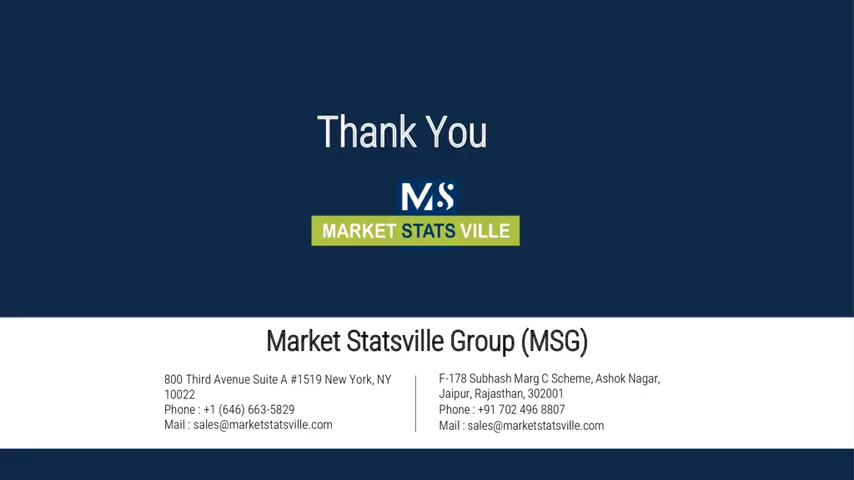 Thank You
MS
MARKET STATS VILLE
Market Statsville Group (MSG)
800 Third Avenue Suite A #1519 New York, NY
10022
Phone : +1 (646) 663-5829
Mail : sales@marketstatsville.com
F-178 Subhash Marg C Scheme, Ashok Nagar,
Jaipur, Rajasthan, 302001
Phone : +91 702 496 8807
Mail : sales@marketstatsville.com